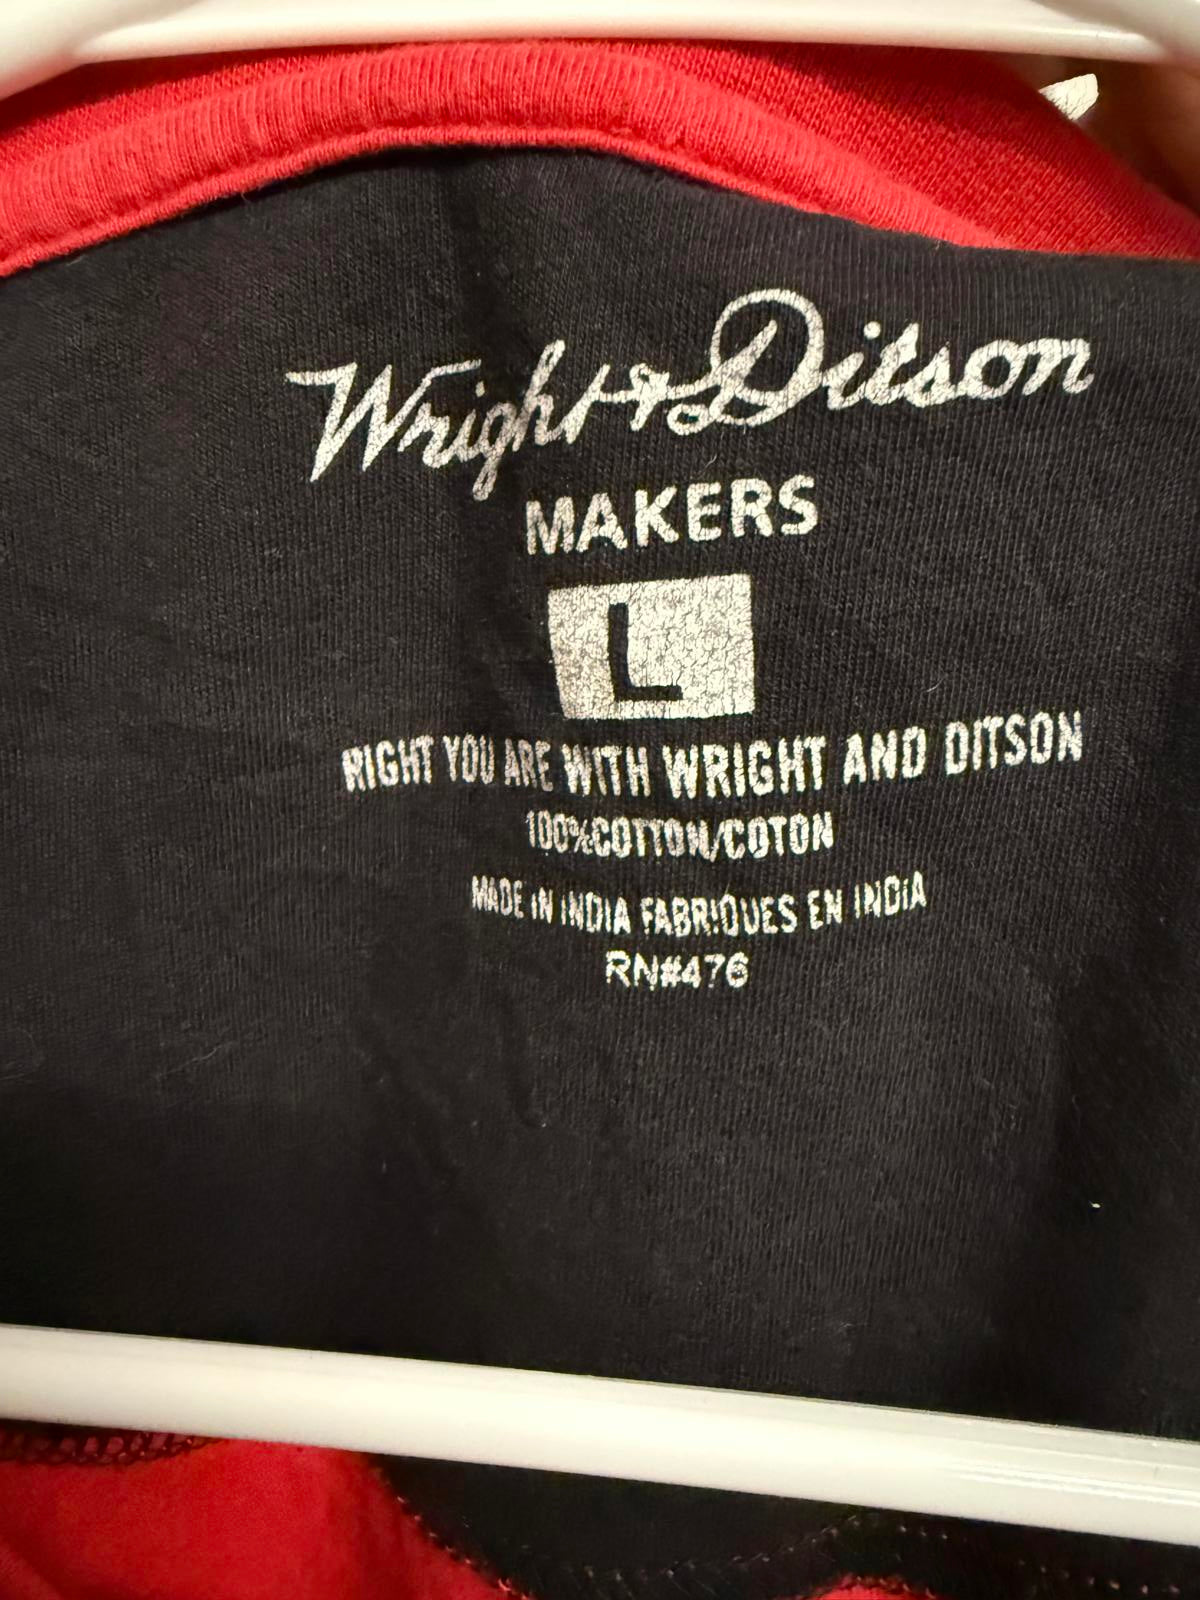 Wright & Ditson
MAKERS
L
RIGHT YOU ARE WITH WRIGHT AND DITSON
100%COTTON/COTON
MADE IN INDIA FABRIQUES EN INDIA
RN#476